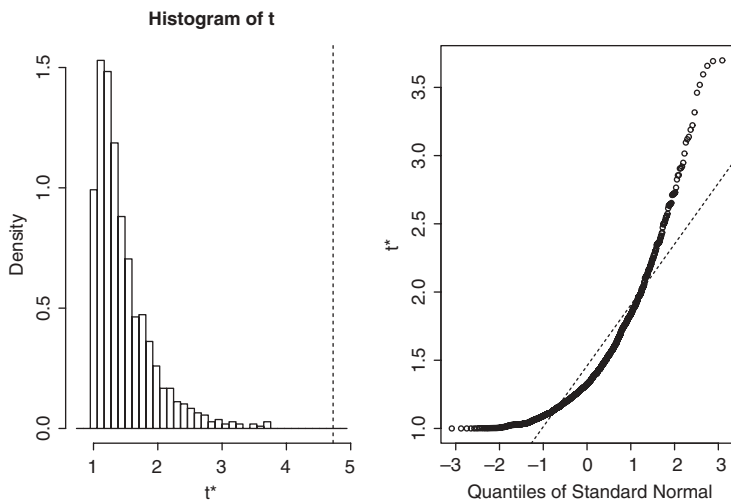 Histogram of t
Density
0.0
0.5
1.0
1.5
1 2 3 4 5
t*
t*
1.0
1.5
2.0
2.5
3.0
3.5
−3 −2 −1 0 1 2 3
Quantiles of Standard Normal